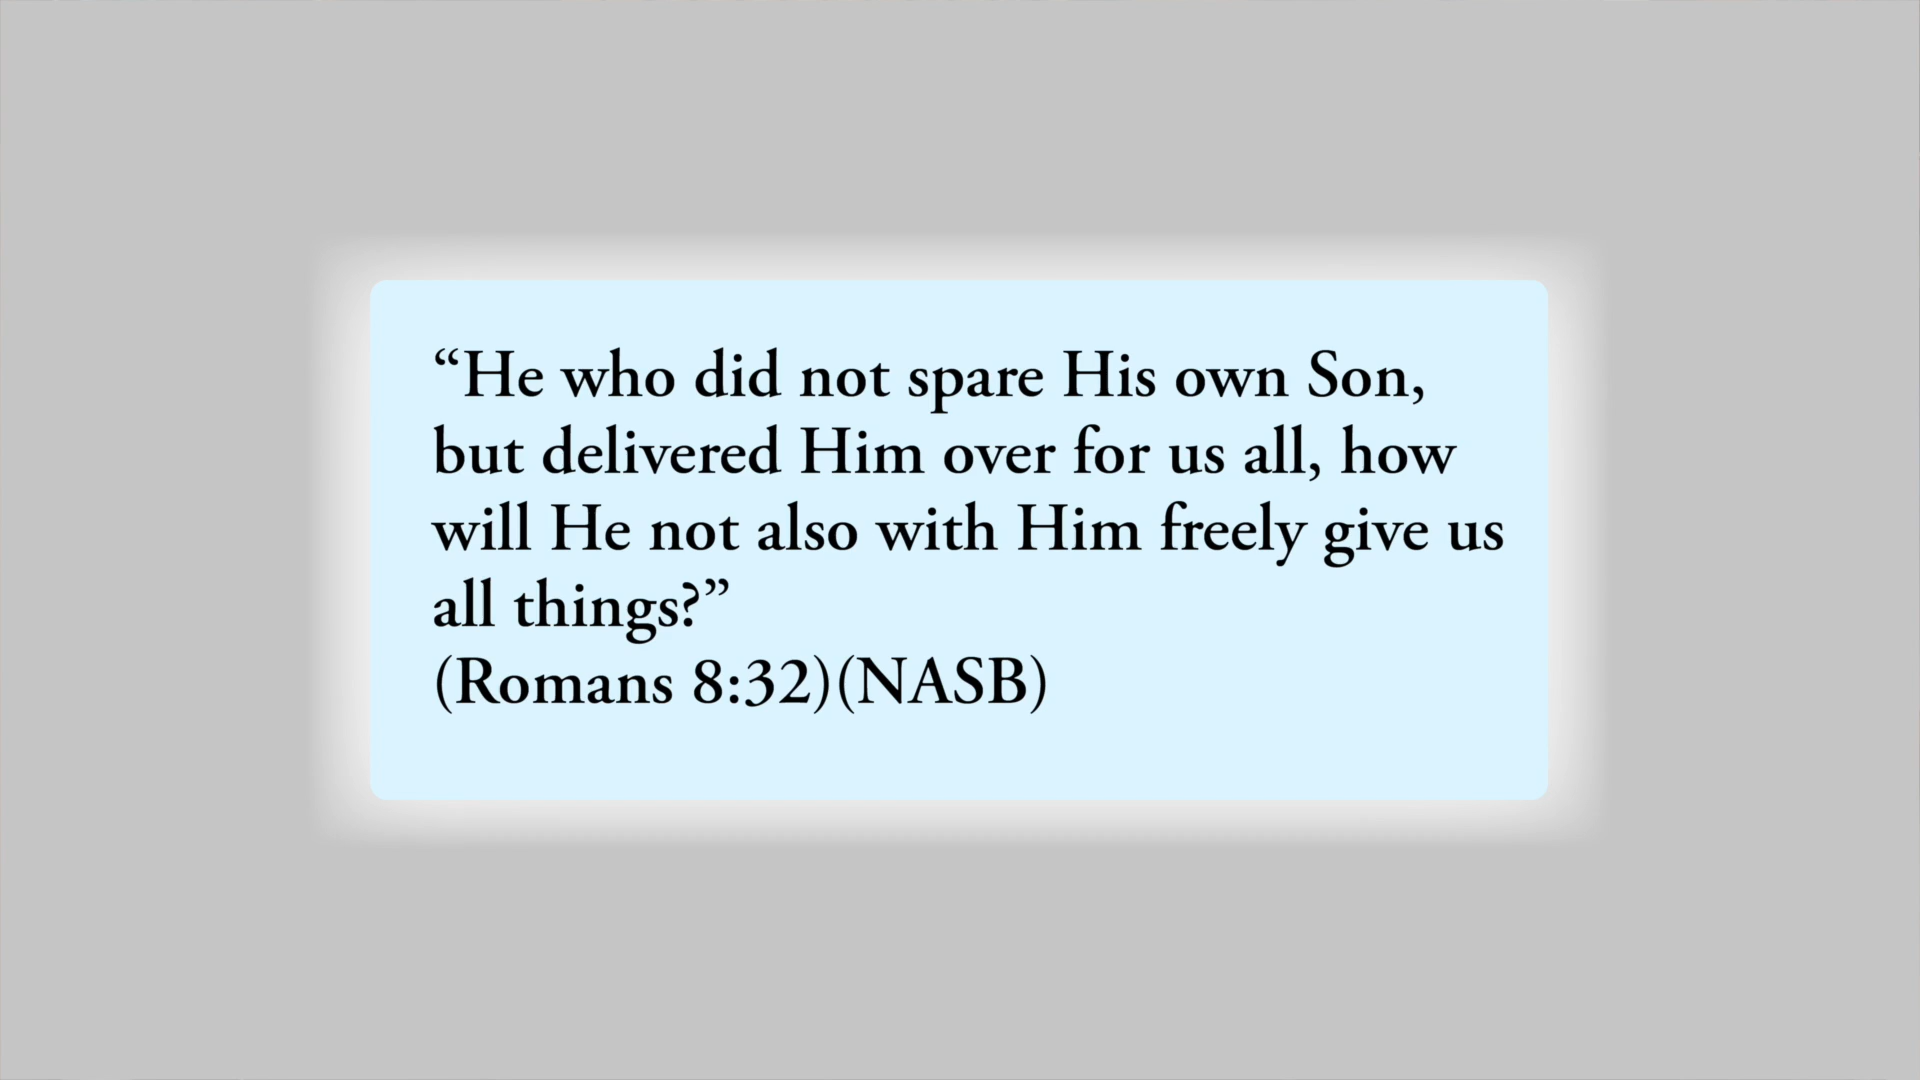 “He who did not spare His own Son,
but delivered Him over for us all, how
will He not also with Him freely give us
all things?”
(Romans 8:32)(NASB)